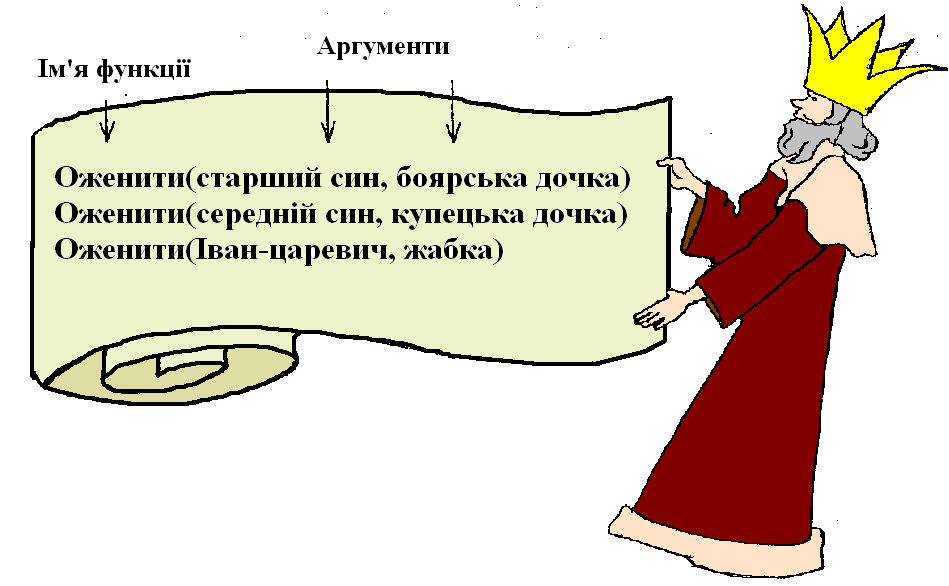 Ім'я функції
Аргументи
Оженити(старший син, боярська дочка)
Оженити(середній син, купецька дочка)
Оженити(Іван-царевич, жабка)